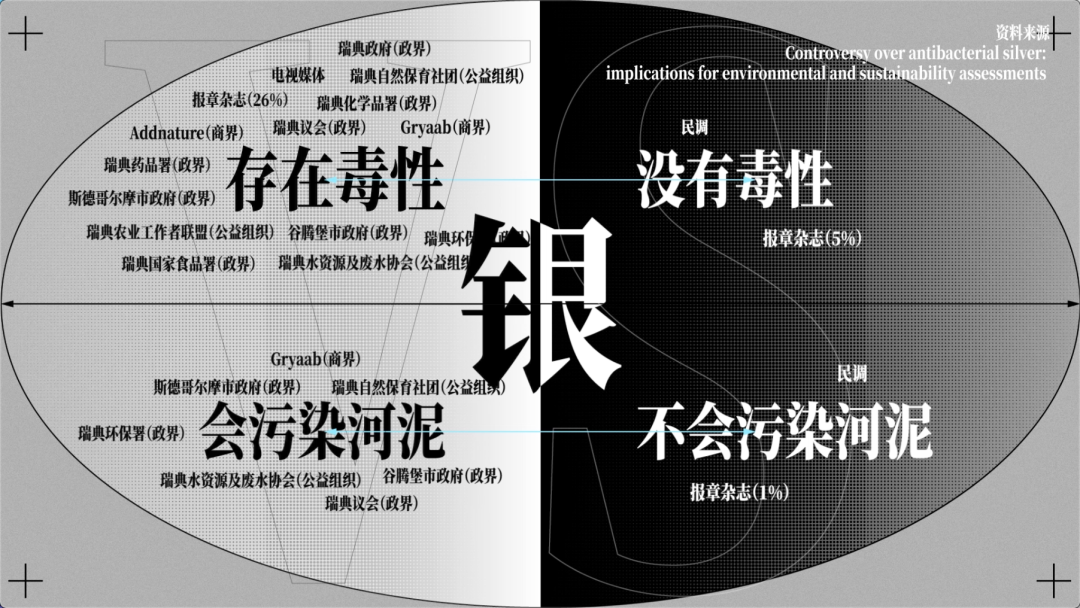 资料来源
Controversy over antibacterial silver:
implications for environmental and sustainability assessments
瑞典政府(政界)
电视媒体 瑞典自然保育社团(公益组织)
报章杂志(26%) 瑞典化学品署(政界)
Addnature(商界) 瑞典议会(政界) Gryaab(商界)
瑞典药品署(政界)
存在毒性
斯德哥尔摩市政府(政界)
瑞典农业工作者联盟(公益组织) 谷腾堡市政府(政界) 瑞典环保
瑞典国家食品署(政界) 瑞典水资源及废水协会(公益组织
民调
没有毒性
报章杂志(5%)
银
VS
Gryaab(商界)
斯德哥尔摩市政府(政界) 瑞典自然保育社团(公益组织)
会污染河泥
瑞典环保署(政界)
瑞典水资源及废水协会(公益组织) 谷腾堡市政府(政界)
瑞典议会(政界)
民调
不会污染河泥
报章杂志(1%)